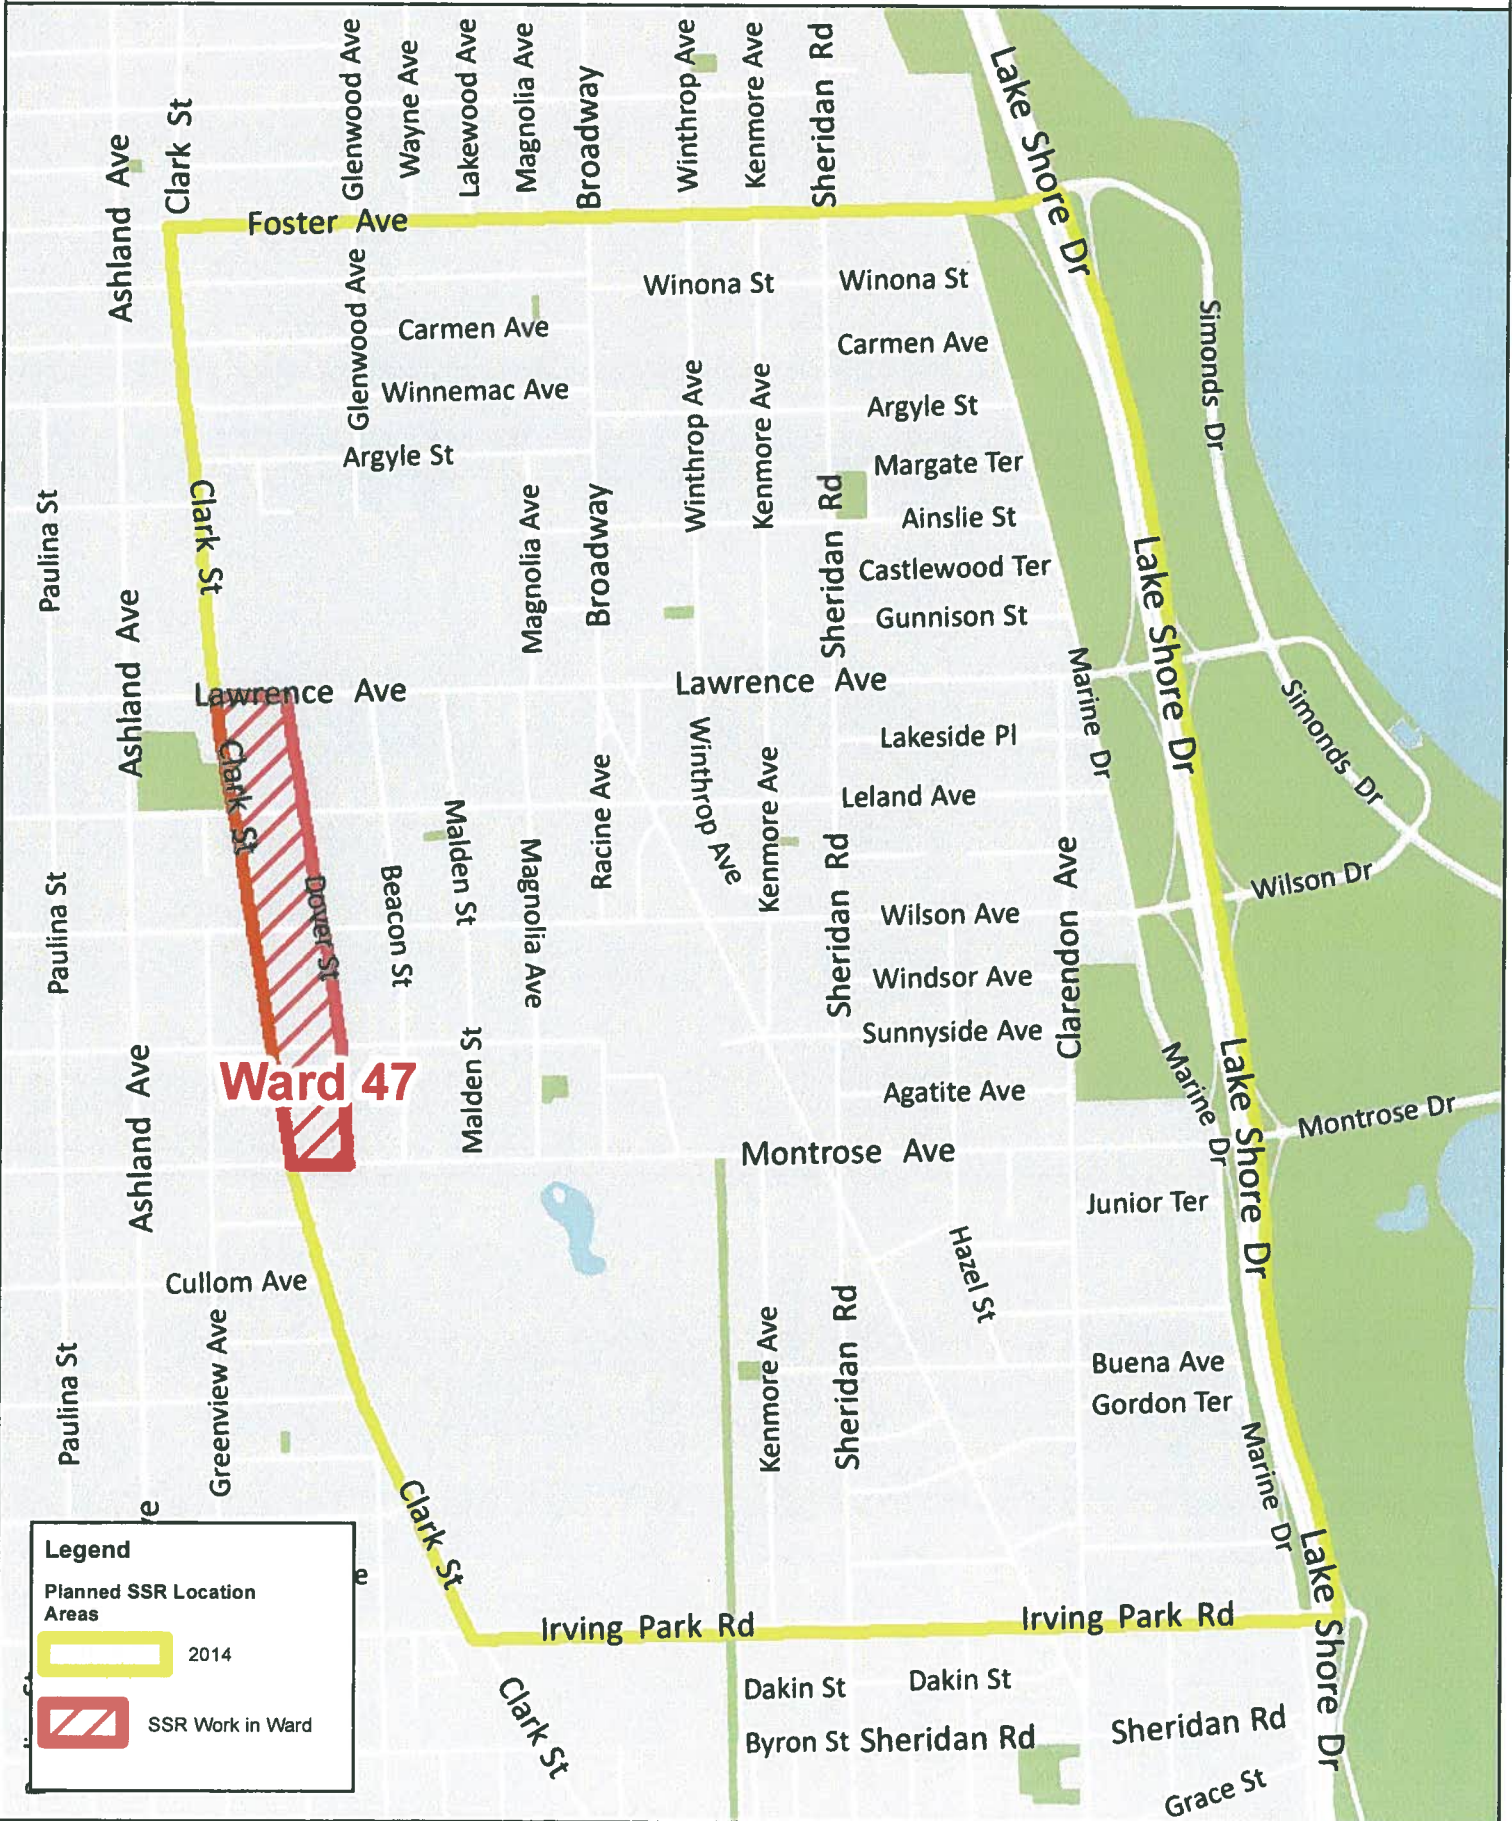 Glenwood Ave
Wayne Ave
Lakewood Ave
Magnolia Ave
Broadway
Winthrop Ave
Kenmore Ave
Sheridan Rd
Lake Shore Dr
Ashland Ave
Clark St
Foster Ave
Glenwood Ave
Winona St
Winona St
Carmen Ave
Carmen Ave
Simonds Dr
Winnemac Ave
Winthrop Ave
Kenmore Ave
Argyle St
Argyle St
Margate Ter
Paulina St
Clark St
Magnolia Ave
Broadway
Sheridan Rd
Ainslie St
Castlewood Ter
Gunnison St
Lake Shore Dr
Ashland Ave
Lawrence Ave
Lawrence Ave
Marine Dr
Simonds Dr
Clark St
Winthrop Ave
Kenmore Ave
Lakeside Pl
Leland Ave
Racine Ave
Malden St
Magnolia Ave
Sheridan Rd
Clarendon Ave
Wilson Dr
Paulina St
Dover St
Beacon St
Wilson Ave
Windsor Ave
Sunnyside Ave
Ashland Ave
Ward 47
Malden St
Agatite Ave
Marine Dr
Lake Shore Dr
Montrose Dr
Montrose Ave
Junior Ter
Cullom Ave
Hazel St
Paulina St
Greenview Ave
Kenmore Ave
Sheridan Rd
Buena Ave
Gordon Ter
Marine Dr
Clark St
ve
e
Lake Shore Dr
Irving Park Rd
Irving Park Rd
Clark St
Dakin St
Dakin St
Byron St
Sheridan Rd
Sheridan Rd
Grace St
Legend
Planned SSR Location
Areas
2014
SSR Work in Ward